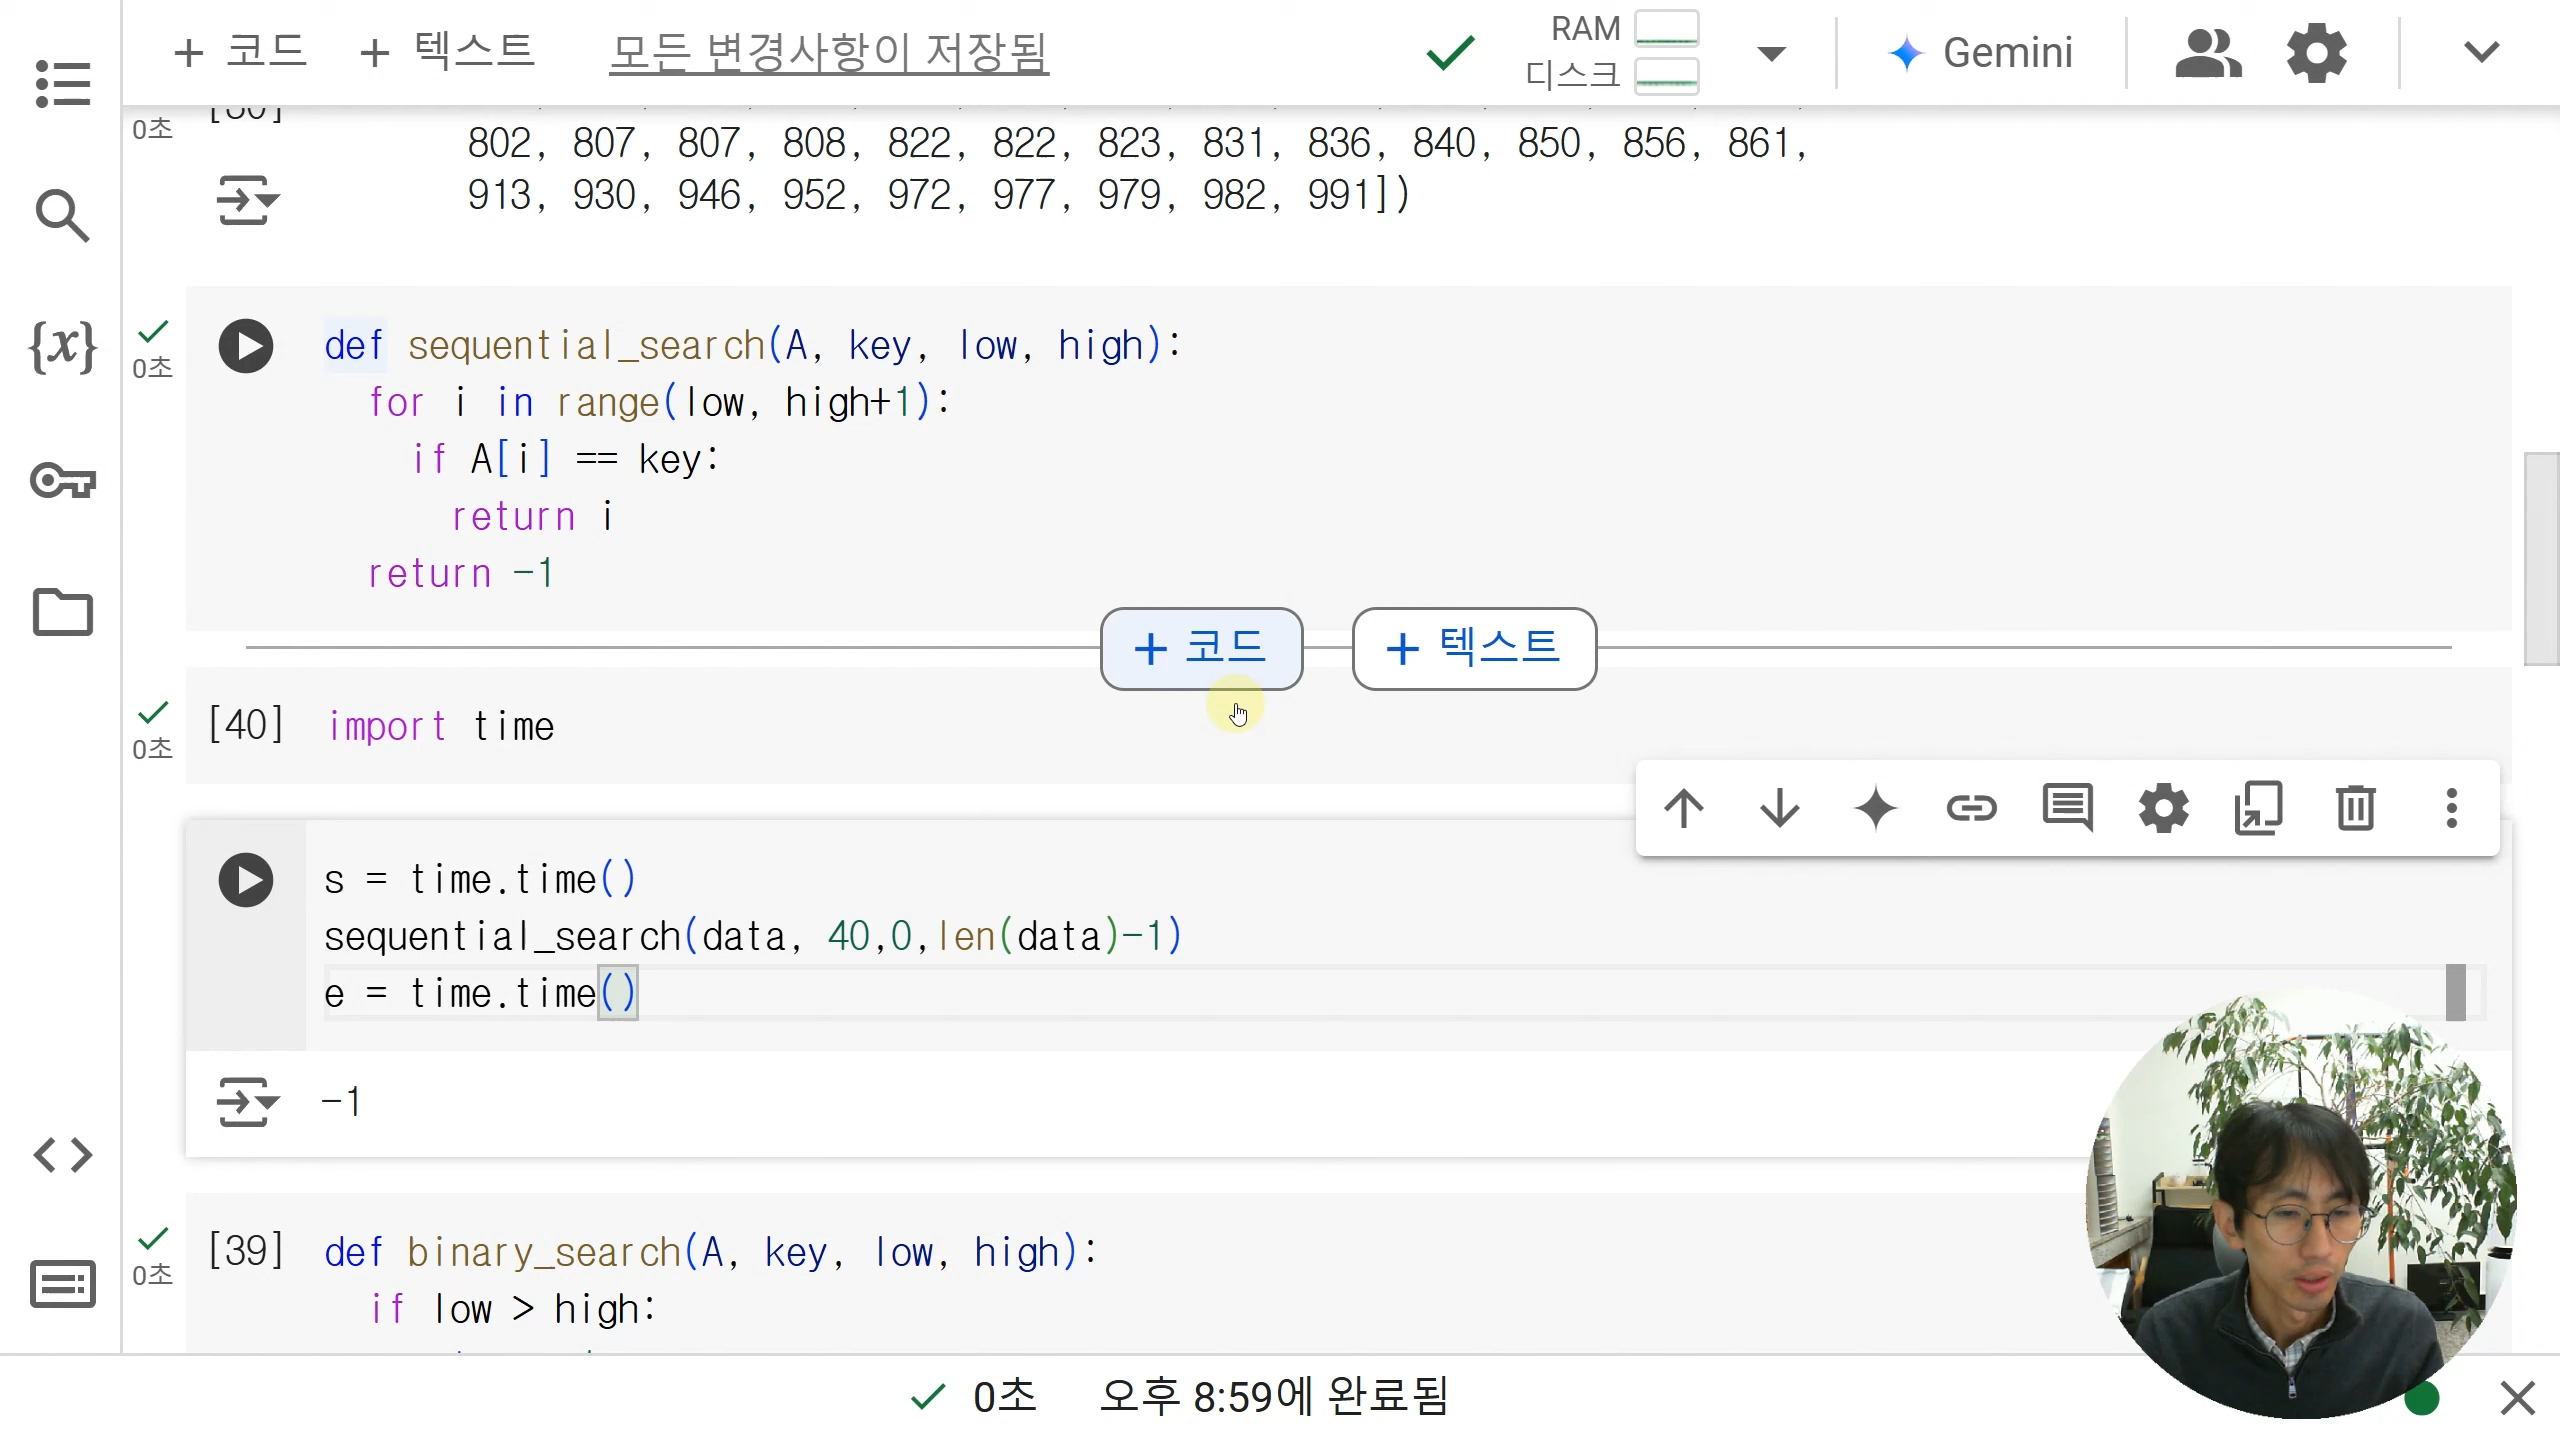 + 코드 + 텍스트 모든 변경사항이 저장됨 RAM 디스크 Gemini
0초 [30]
802, 807, 807, 808, 822, 822, 823, 831, 836, 840, 850, 856, 861,
913, 930, 946, 952, 972, 977, 979, 982, 991])
{x}
0초
def sequential_search(A, key, low, high):
for i in range(low, high+1):
if A[i] == key:
return i
return -1
+ 코드 + 텍스트
[40] import time
0초
s = time.time()
sequential_search(data, 40,0,len(data)-1)
e = time.time()
-1
[39] def binary_search(A, key, low, high):
0초
if low > high:
0초 오후 8:59에 완료됨